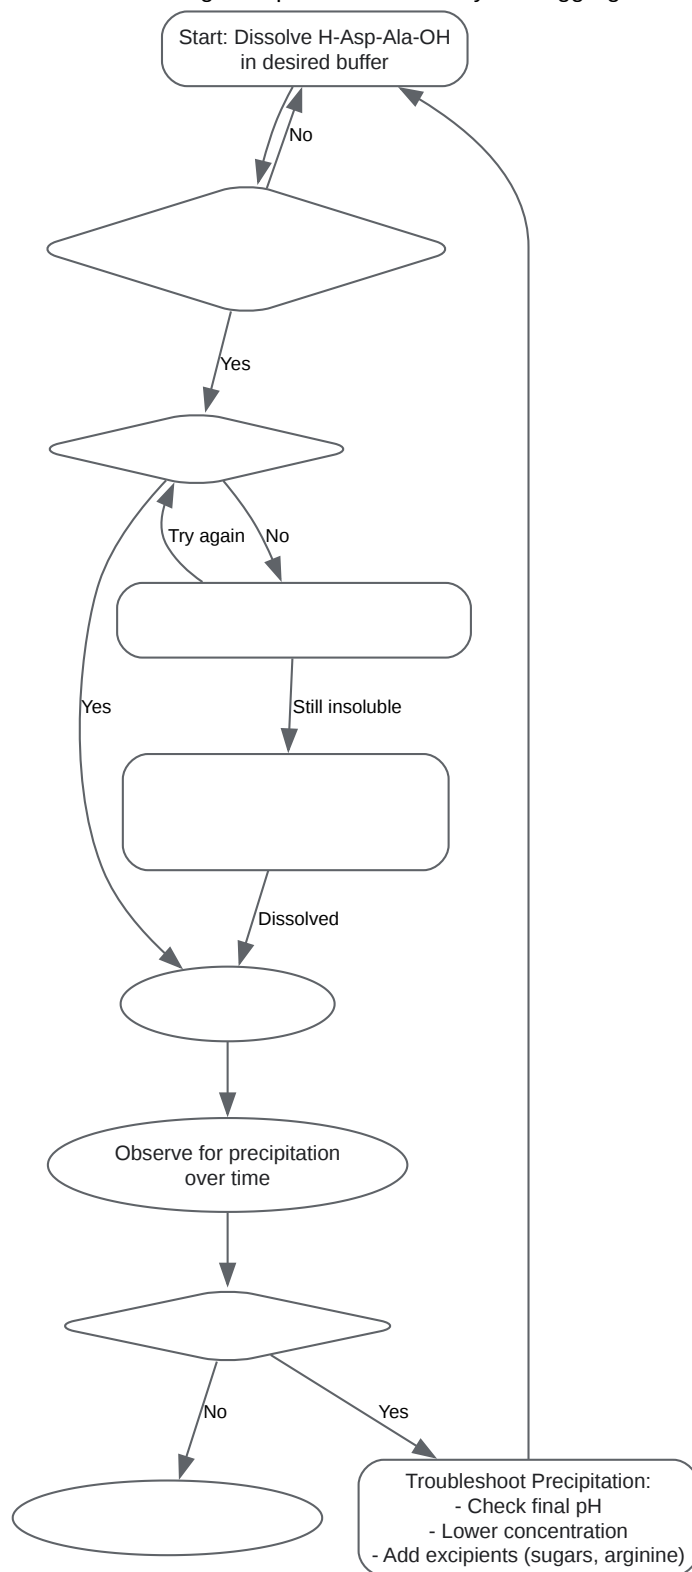 Start: Dissolve H-Asp-Ala-OH
in desired buffer
No
Yes
Try again
No
Yes
Still insoluble
Dissolved
Observe for precipitation
over time
No
Yes
Troubleshoot Precipitation:
- Check final pH
- Lower concentration
- Add excipients (sugars, arginine)